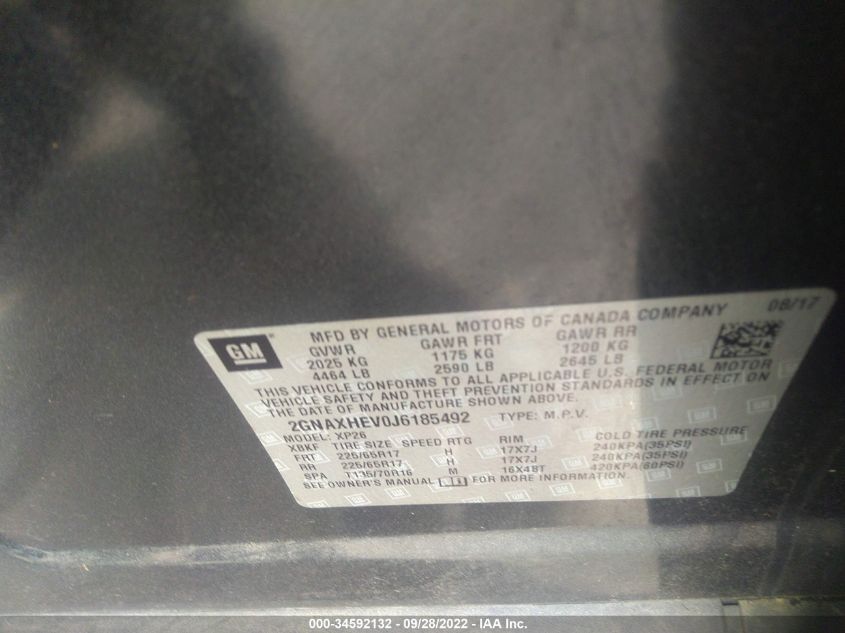 GM
MFD BY GENERAL MOTORS OF CANADA COMPANY 08/17
GVWR GAWR FRT GAWR RR
2025 KG 1175 KG 1200 KG
4464 LB 2590 LB 2645 LB
THIS VEHICLE CONFORMS TO ALL APPLICABLE U.S. FEDERAL MOTOR
VEHICLE SAFETY AND THEFT PREVENTION STANDARDS IN EFFECT ON
THE DATE OF MANUFACTURE SHOWN ABOVE.
2GNAXHEV0J6185492 TYPE: M.P.V.
MODEL: XP26
XBKF TIRE SIZE SPEED RTG RIM COLD TIRE PRESSURE
FRT 225/65R17 H 17X7J 240KPA(35PSI)
RR 225/65R17 H 17X7J 240KPA(35PSI)
SPA T135/70R16 M 16X4BT 420KPA(60PSI)
SEE OWNER'S MANUAL FOR MORE INFORMATION.
000-34592132 - 09/28/2022 - IAA Inc.